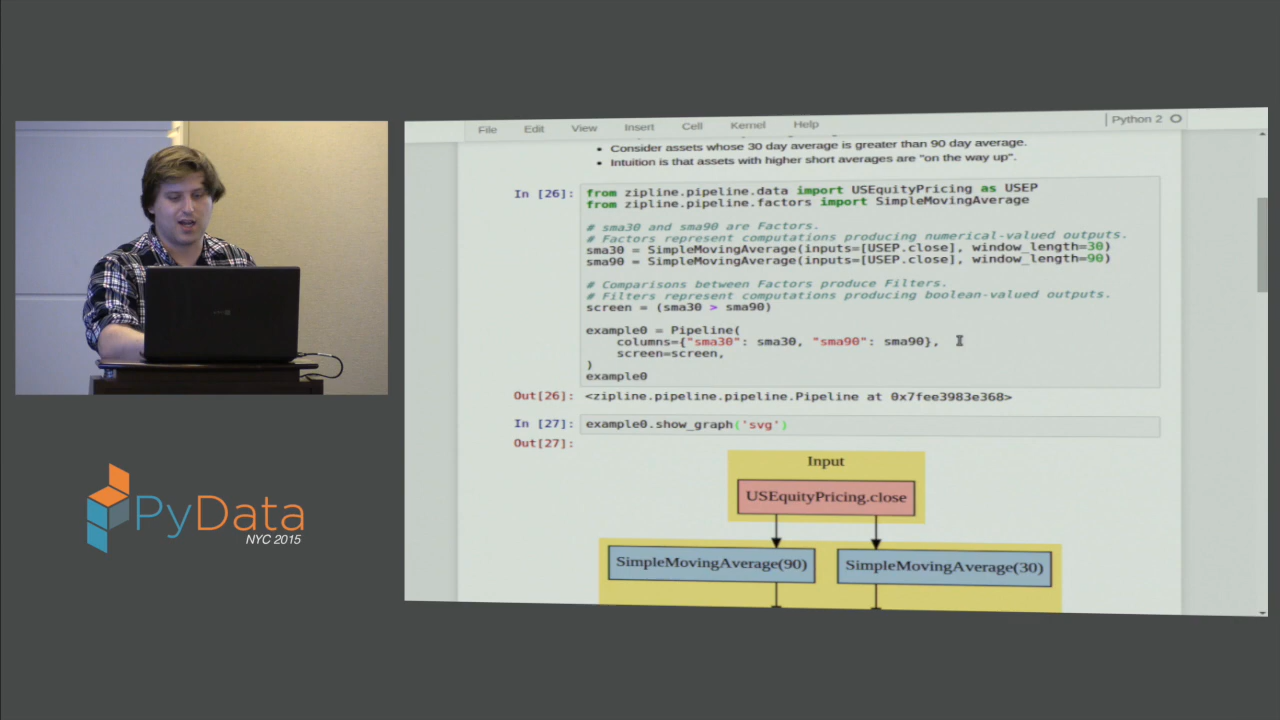 File Edit View Insert Cell Kernel Help
Python 2
Consider assets whose 30 day average is greater than 90 day average.
Intuition is that assets with higher short averages are "on the way up".
In [26]:
from zipline.pipeline.data import USEquityPricing as USEP
from zipline.pipeline.factors import SimpleMovingAverage
# sma30 and sma90 are Factors.
# Factors represent computations producing numerical-valued outputs.
sma30 = SimpleMovingAverage(inputs=[USEP.close], window_length=30)
sma90 = SimpleMovingAverage(inputs=[USEP.close], window_length=90)
# Comparisons between Factors produce Filters.
# Filters represent computations producing boolean-valued outputs.
screen = (sma30 > sma90)
example0 = Pipeline(
columns={"sma30": sma30, "sma90": sma90},
screen=screen,
)
example0
Out[26]: <zipline.pipeline.pipeline.Pipeline at 0x7fee3983e368>
In [27]: example0.show_graph('svg')
Out[27]:
Input
USEquityPricing.close
SimpleMovingAverage(90) SimpleMovingAverage(30)
PyData
NYC 2015